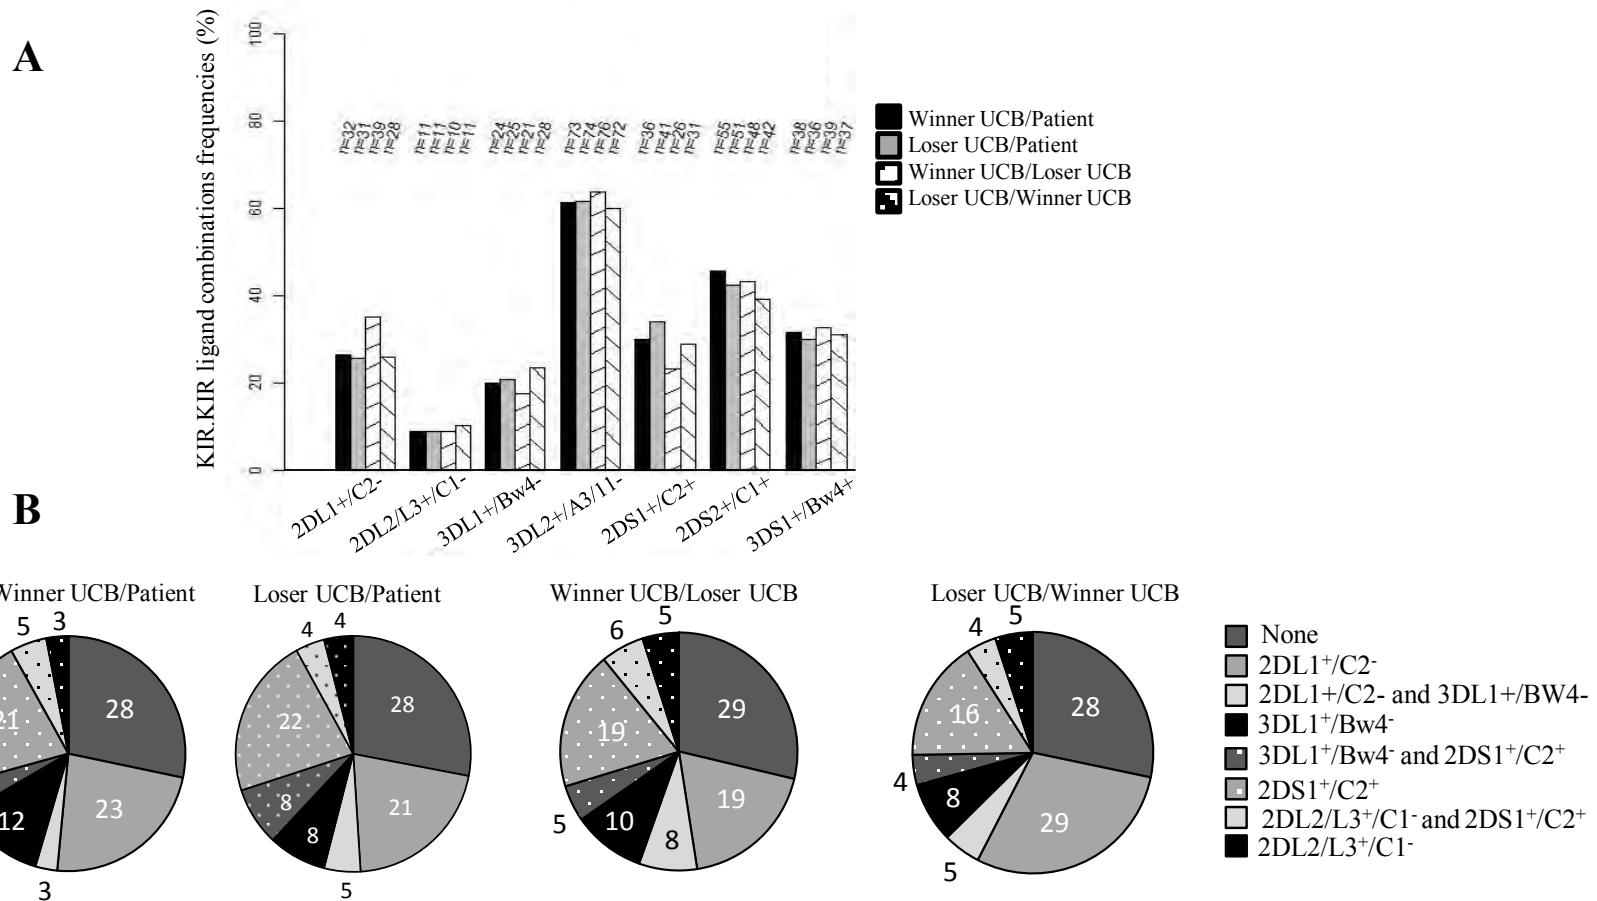 A
KIR.KIR ligand combinations frequencies (%)
100
80
60
40
20
0
n=32
n=31
n=39
n=28
n=11
n=11
n=10
n=11
n=24
n=25
n=21
n=28
n=73
n=74
n=76
n=72
n=36
n=41
n=26
n=31
n=55
n=51
n=48
n=42
n=38
n=36
n=39
n=37
Winner UCB/Patient
Loser UCB/Patient
Winner UCB/Loser UCB
Loser UCB/Winner UCB
2DL1+/C2-
2DL2/L3+/C1-
3DL1+/Bw4-
3DL2+/A3/11-
2DS1+/C2+
2DS2+/C1+
3DS1+/Bw4+
B
Winner UCB/Patient
5 3
28
21
23
12
3
Loser UCB/Patient
4 4
28
22
8
21
8
5
Winner UCB/Loser UCB
6 5
29
19
19
5
10
8
Loser UCB/Winner UCB
4 5
28
16
4
8
29
5
None
2DL1⁺/C2⁻
2DL1+/C2- and 3DL1+/BW4-
3DL1⁺/Bw4⁻
3DL1⁺/Bw4⁻ and 2DS1⁺/C2⁺
2DS1⁺/C2⁺
2DL2/L3⁺/C1⁻ and 2DS1⁺/C2⁺
2DL2/L3⁺/C1⁻